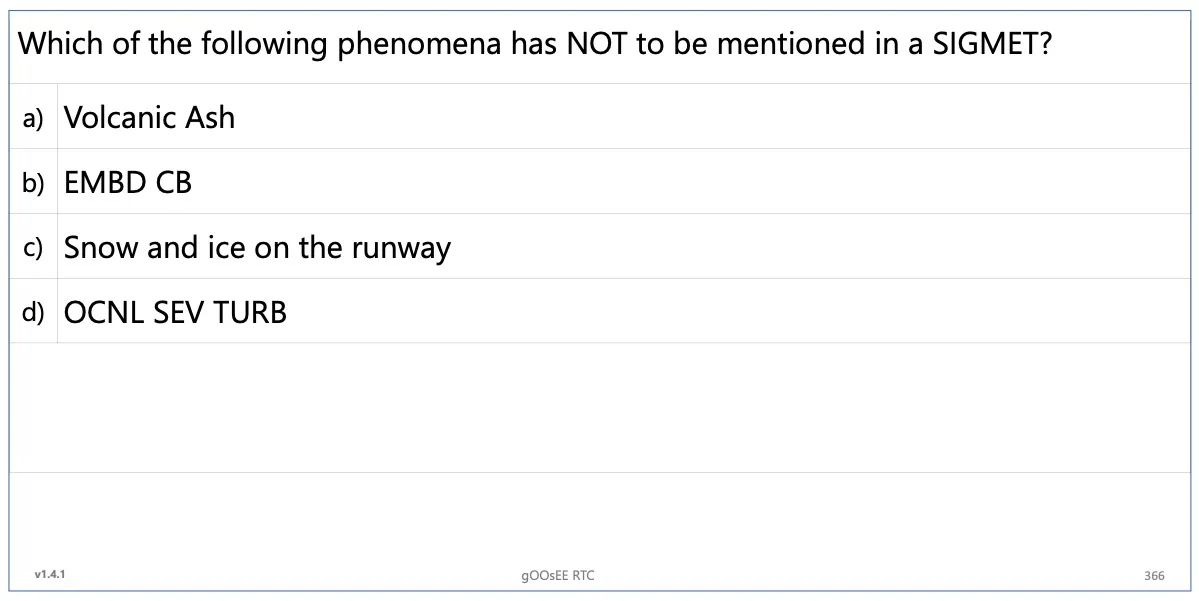 Which of the following phenomena has NOT to be mentioned in a SIGMET?
a) Volcanic Ash
b) EMBD CB
c) Snow and ice on the runway
d) OCNL SEV TURB
v1.4.1 gOOsEE RTC 366